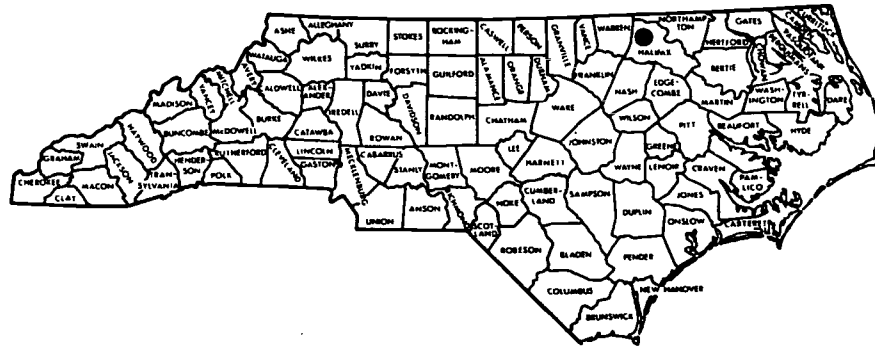 ASHE
ALLEGHANY
SURRY
STOKES
ROCKING-
HAM
CASWELL
PERSON
GRANVILLE
VANCE
WARREN
NORTHAMP
TON
HALIFAX
HERTFORD
GATES
CURRITUCK
WATAUGA
WILKES
YADKIN
FORSYTH
GUILFORD
ALAMANCE
ORANGE
DURHAM
FRANKLIN
NASH
EDGE-
COMBE
BERTIE
CHOWAN
MITCHELL
AVERY
YANCEY
MADISON
CALDWELL
ALEX-
ANDER
IREDELL
DAVIE
DAVIDSON
RANDOLPH
CHATHAM
WARE
WILSON
MARTIN
WASH-
INGTON
TYR-
RELL
DARE
BUNCOMBE
McDOWELL
BURKE
CATAWBA
ROWAN
JOHNSTON
GREENE
PITT
BEAUFORT
HYDE
GRAHAM
SWAIN
HAYWOOD
JACKSON
HENDER-
SON
RUTHERFORD
CLEVELAND
LINCOLN
GASTON
MECKLENBURG
CABARRUS
STANLY
MONT-
GOMERY
MOORE
LEE
HARNETT
WAYNE
LENOIR
CRAVEN
PAM-
LICO
CHEROKEE
CLAY
MACON
TRAN-
SYLVANIA
POLK
UNION
ANSON
RICHMOND
SCOT-
LAND
HOKE
CUMBER-
LAND
SAMPSON
DUPLIN
JONES
ONSLOW
CARTERET
ROBESON
BLADEN
PENDER
COLUMBUS
NEW HANOVER
BRUNSWICK